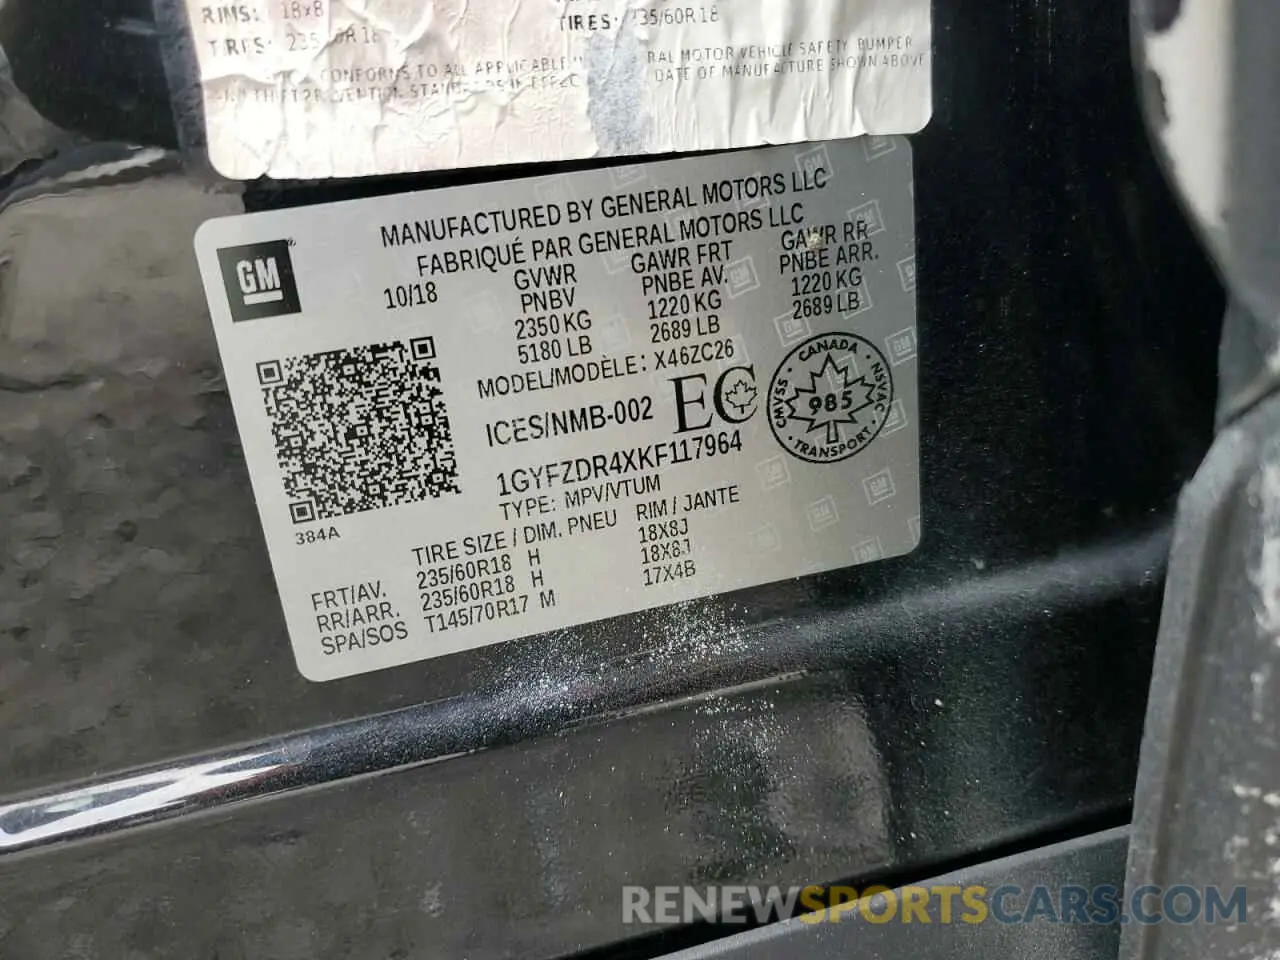 RIMS: 18x8
TIRES: 235/60R18
TIRES: 235/60R18
CONFORMS TO ALL APPLICABLE
RAL MOTOR VEHICLE SAFETY, BUMPER
DATE OF MANUFACTURE SHOWN ABOVE
MANUFACTURED BY GENERAL MOTORS LLC
FABRIQUÉ PAR GENERAL MOTORS LLC
GM
10/18
GVWR GAWR FRT GAWR RR
PNBV PNBE AV. PNBE ARR.
2350 KG 1220 KG 1220 KG
5180 LB 2689 LB 2689 LB
MODEL/MODÈLE: X46ZC26
ICES/NMB-002 EC
CANADA
CMVSS 985 NSVAC
TRANSPORT
1GYFZDR4XKF117964
TYPE: MPV/VTUM
384A
TIRE SIZE / DIM. PNEU RIM / JANTE
FRT/AV. 235/60R18 H 18X8J
RR/ARR. 235/60R18 H 18X8J
SPA/SOS T145/70R17 M 17X4B
RENEWSPORTSCARS.COM